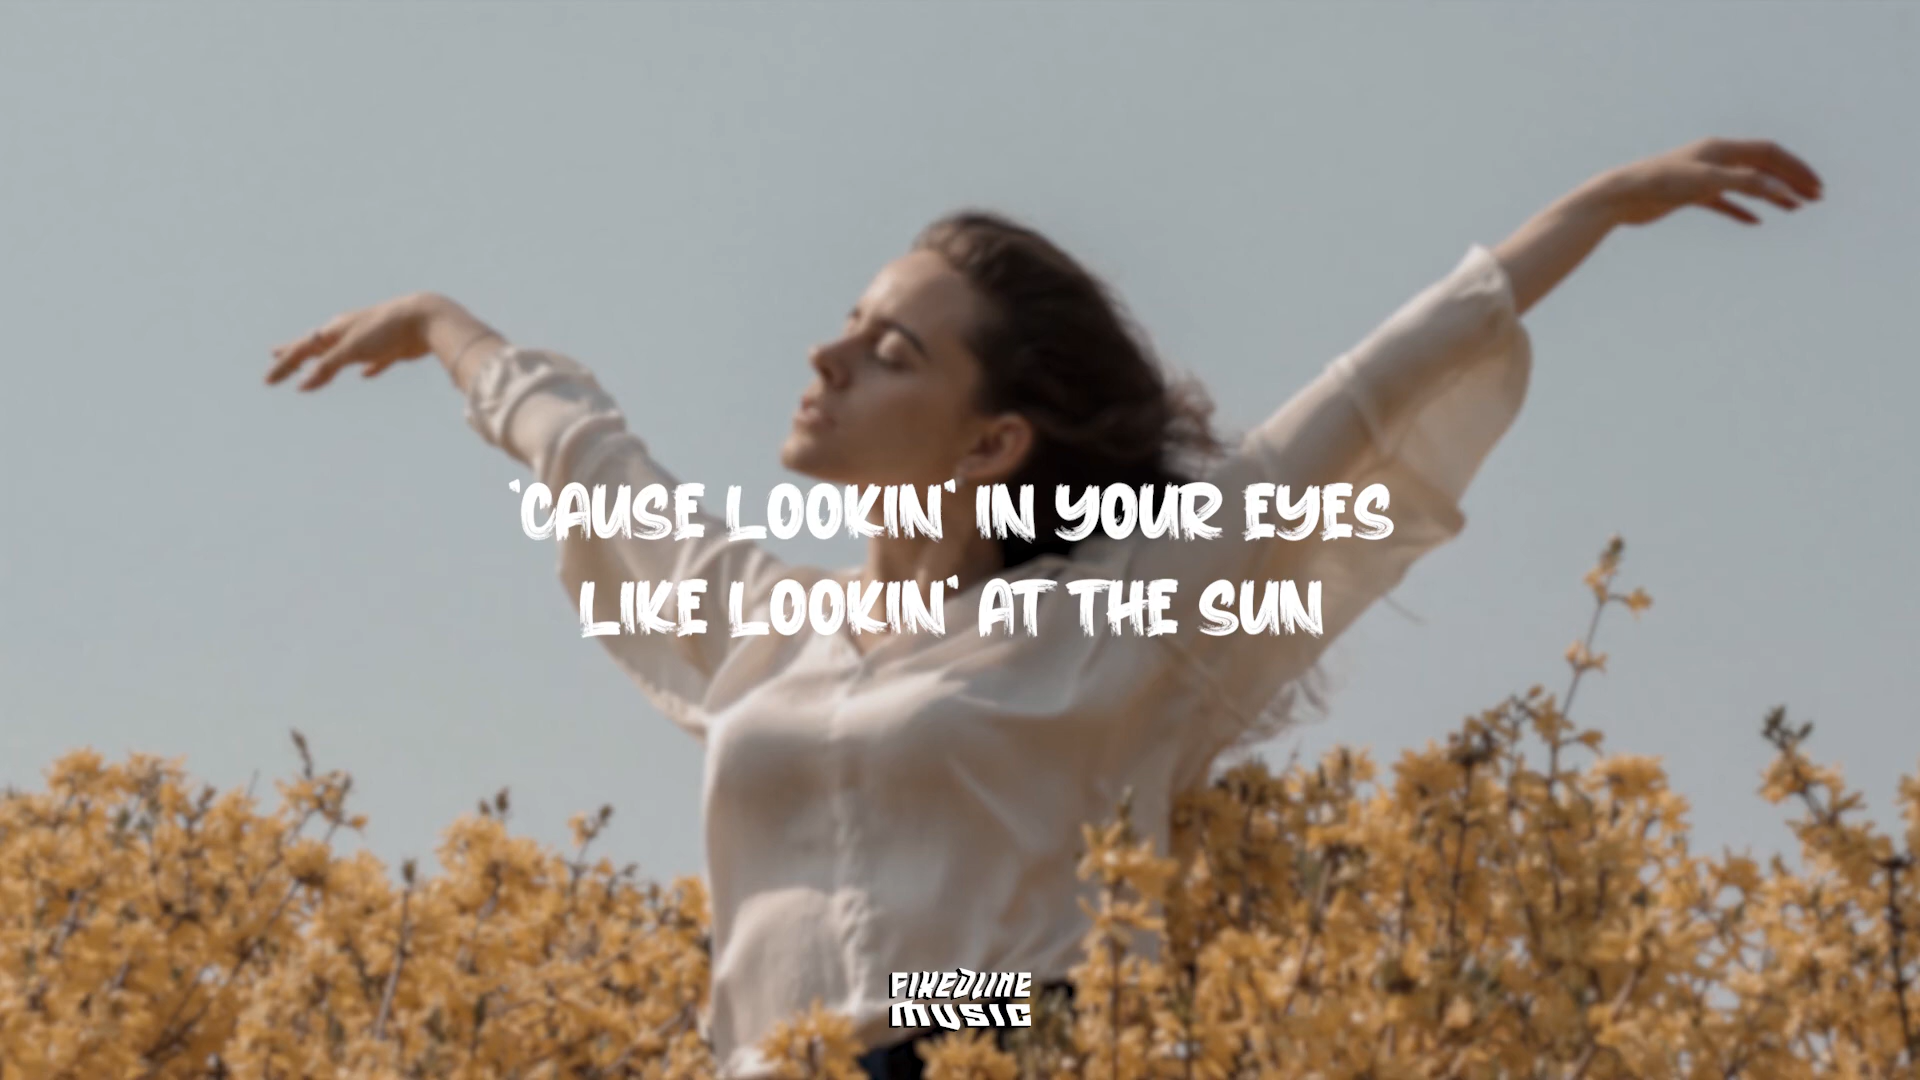 'CAUSE LOOKIN' IN YOUR EYES
LIKE LOOKIN' AT THE SUN
FIXEDLINE
MUSIC